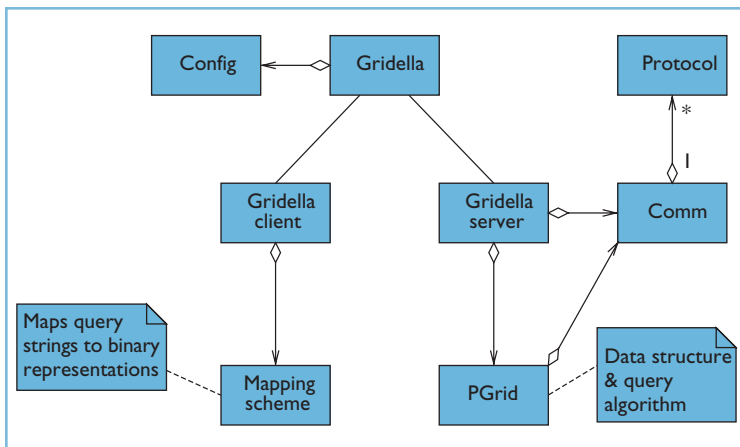 Config
Gridella
Protocol
*
1
Gridella
client
Gridella
server
Comm
Maps query
strings to binary
representations
Mapping
scheme
PGrid
Data structure
& query
algorithm